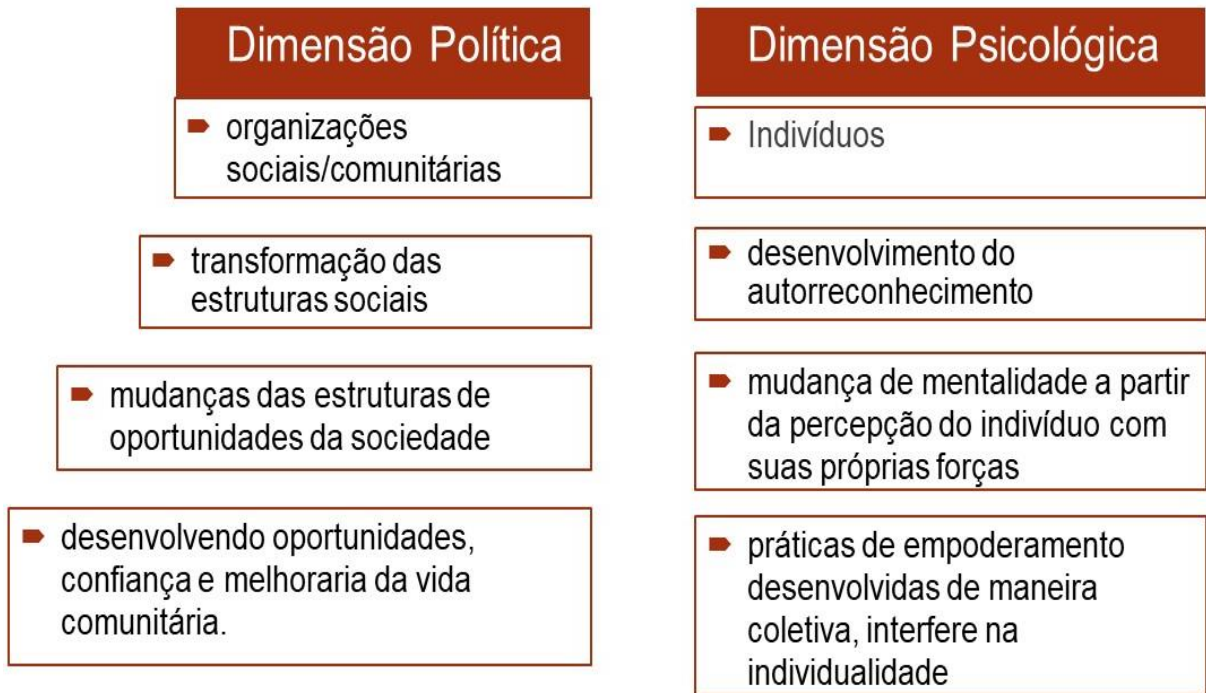 Dimensão Política
organizações
sociais/comunitárias
transformação das
estruturas sociais
mudanças das estruturas de
oportunidades da sociedade
desenvolvendo oportunidades,
confiança e melhoraria da vida
comunitária.
Dimensão Psicológica
Indivíduos
desenvolvimento do
autorreconhecimento
mudança de mentalidade a partir
da percepção do indivíduo com
suas próprias forças
práticas de empoderamento
desenvolvidas de maneira
coletiva, interfere na
individualidade